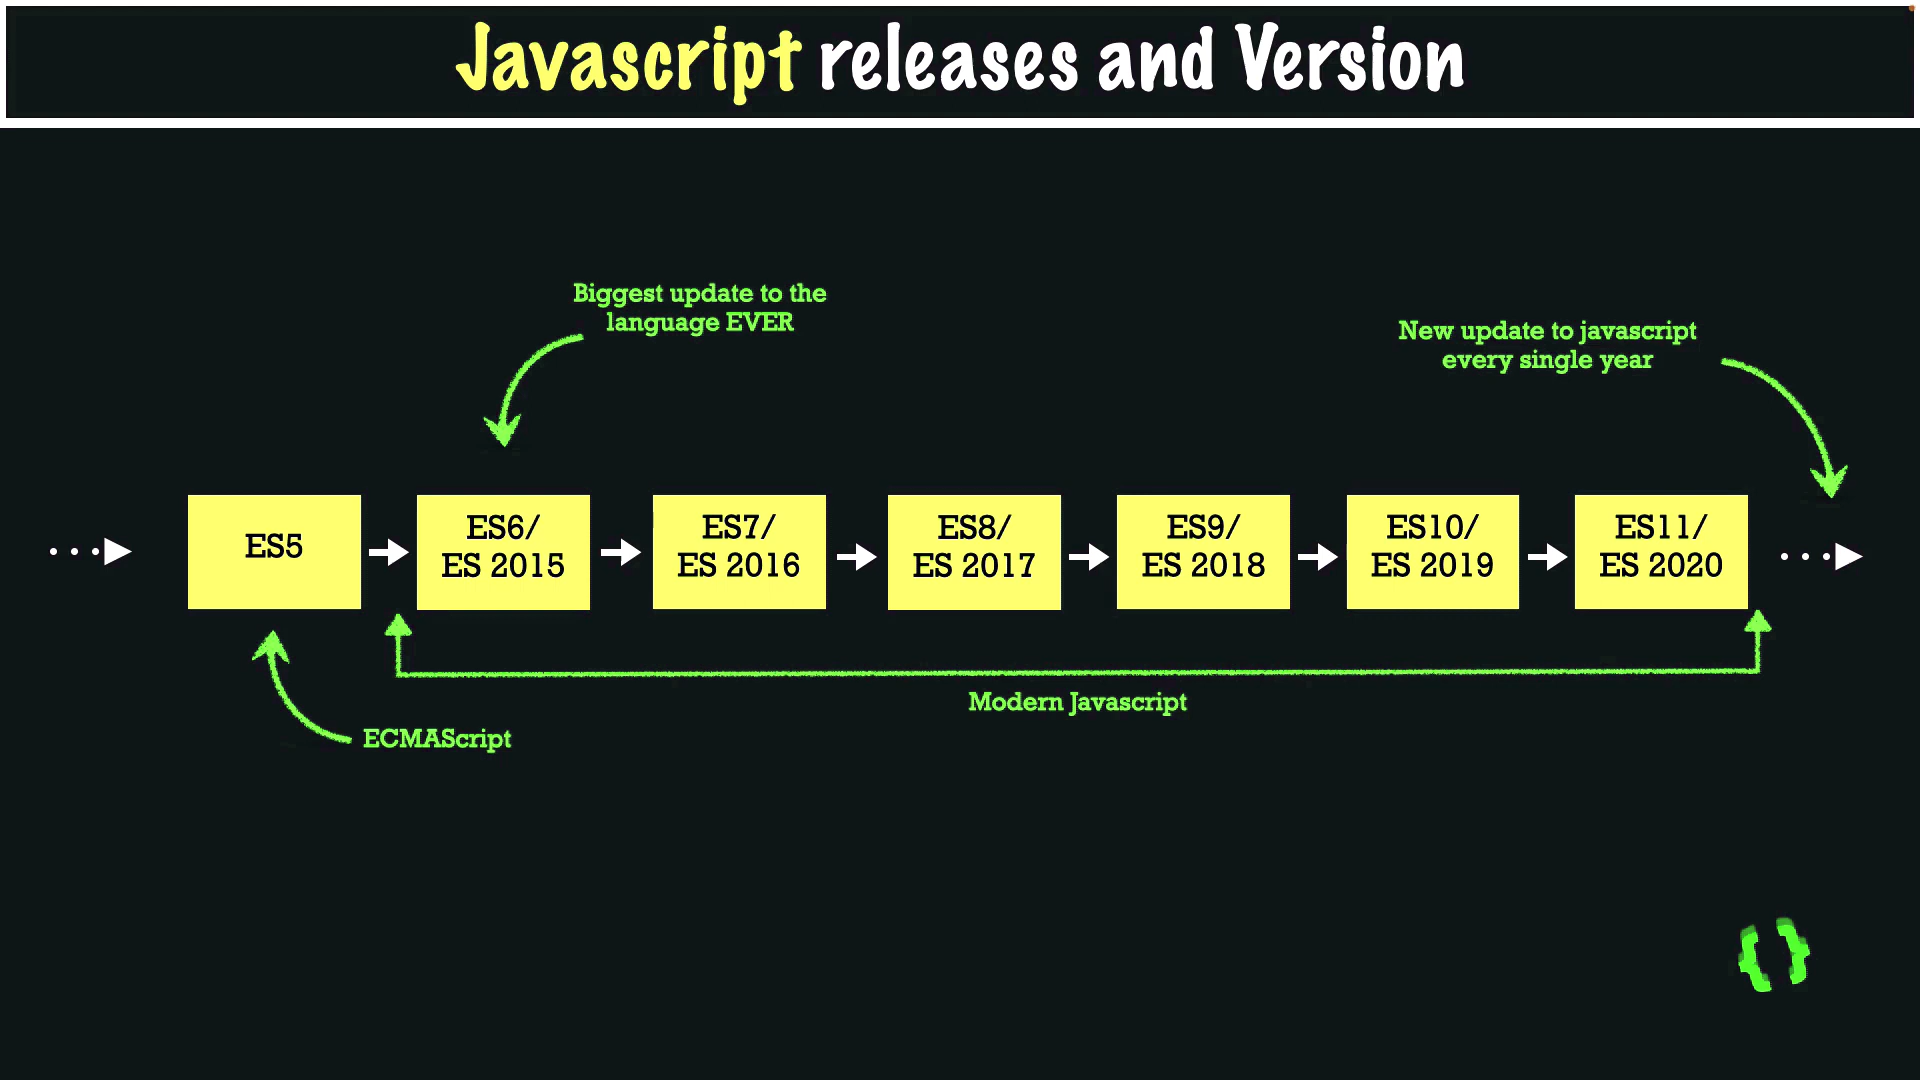 Javascript releases and Version
Biggest update to the
language EVER
New update to javascript
every single year
ES5
ES6/
ES 2015
ES7/
ES 2016
ES8/
ES 2017
ES9/
ES 2018
ES10/
ES 2019
ES11/
ES 2020
Modern Javascript
ECMAScript
{ }